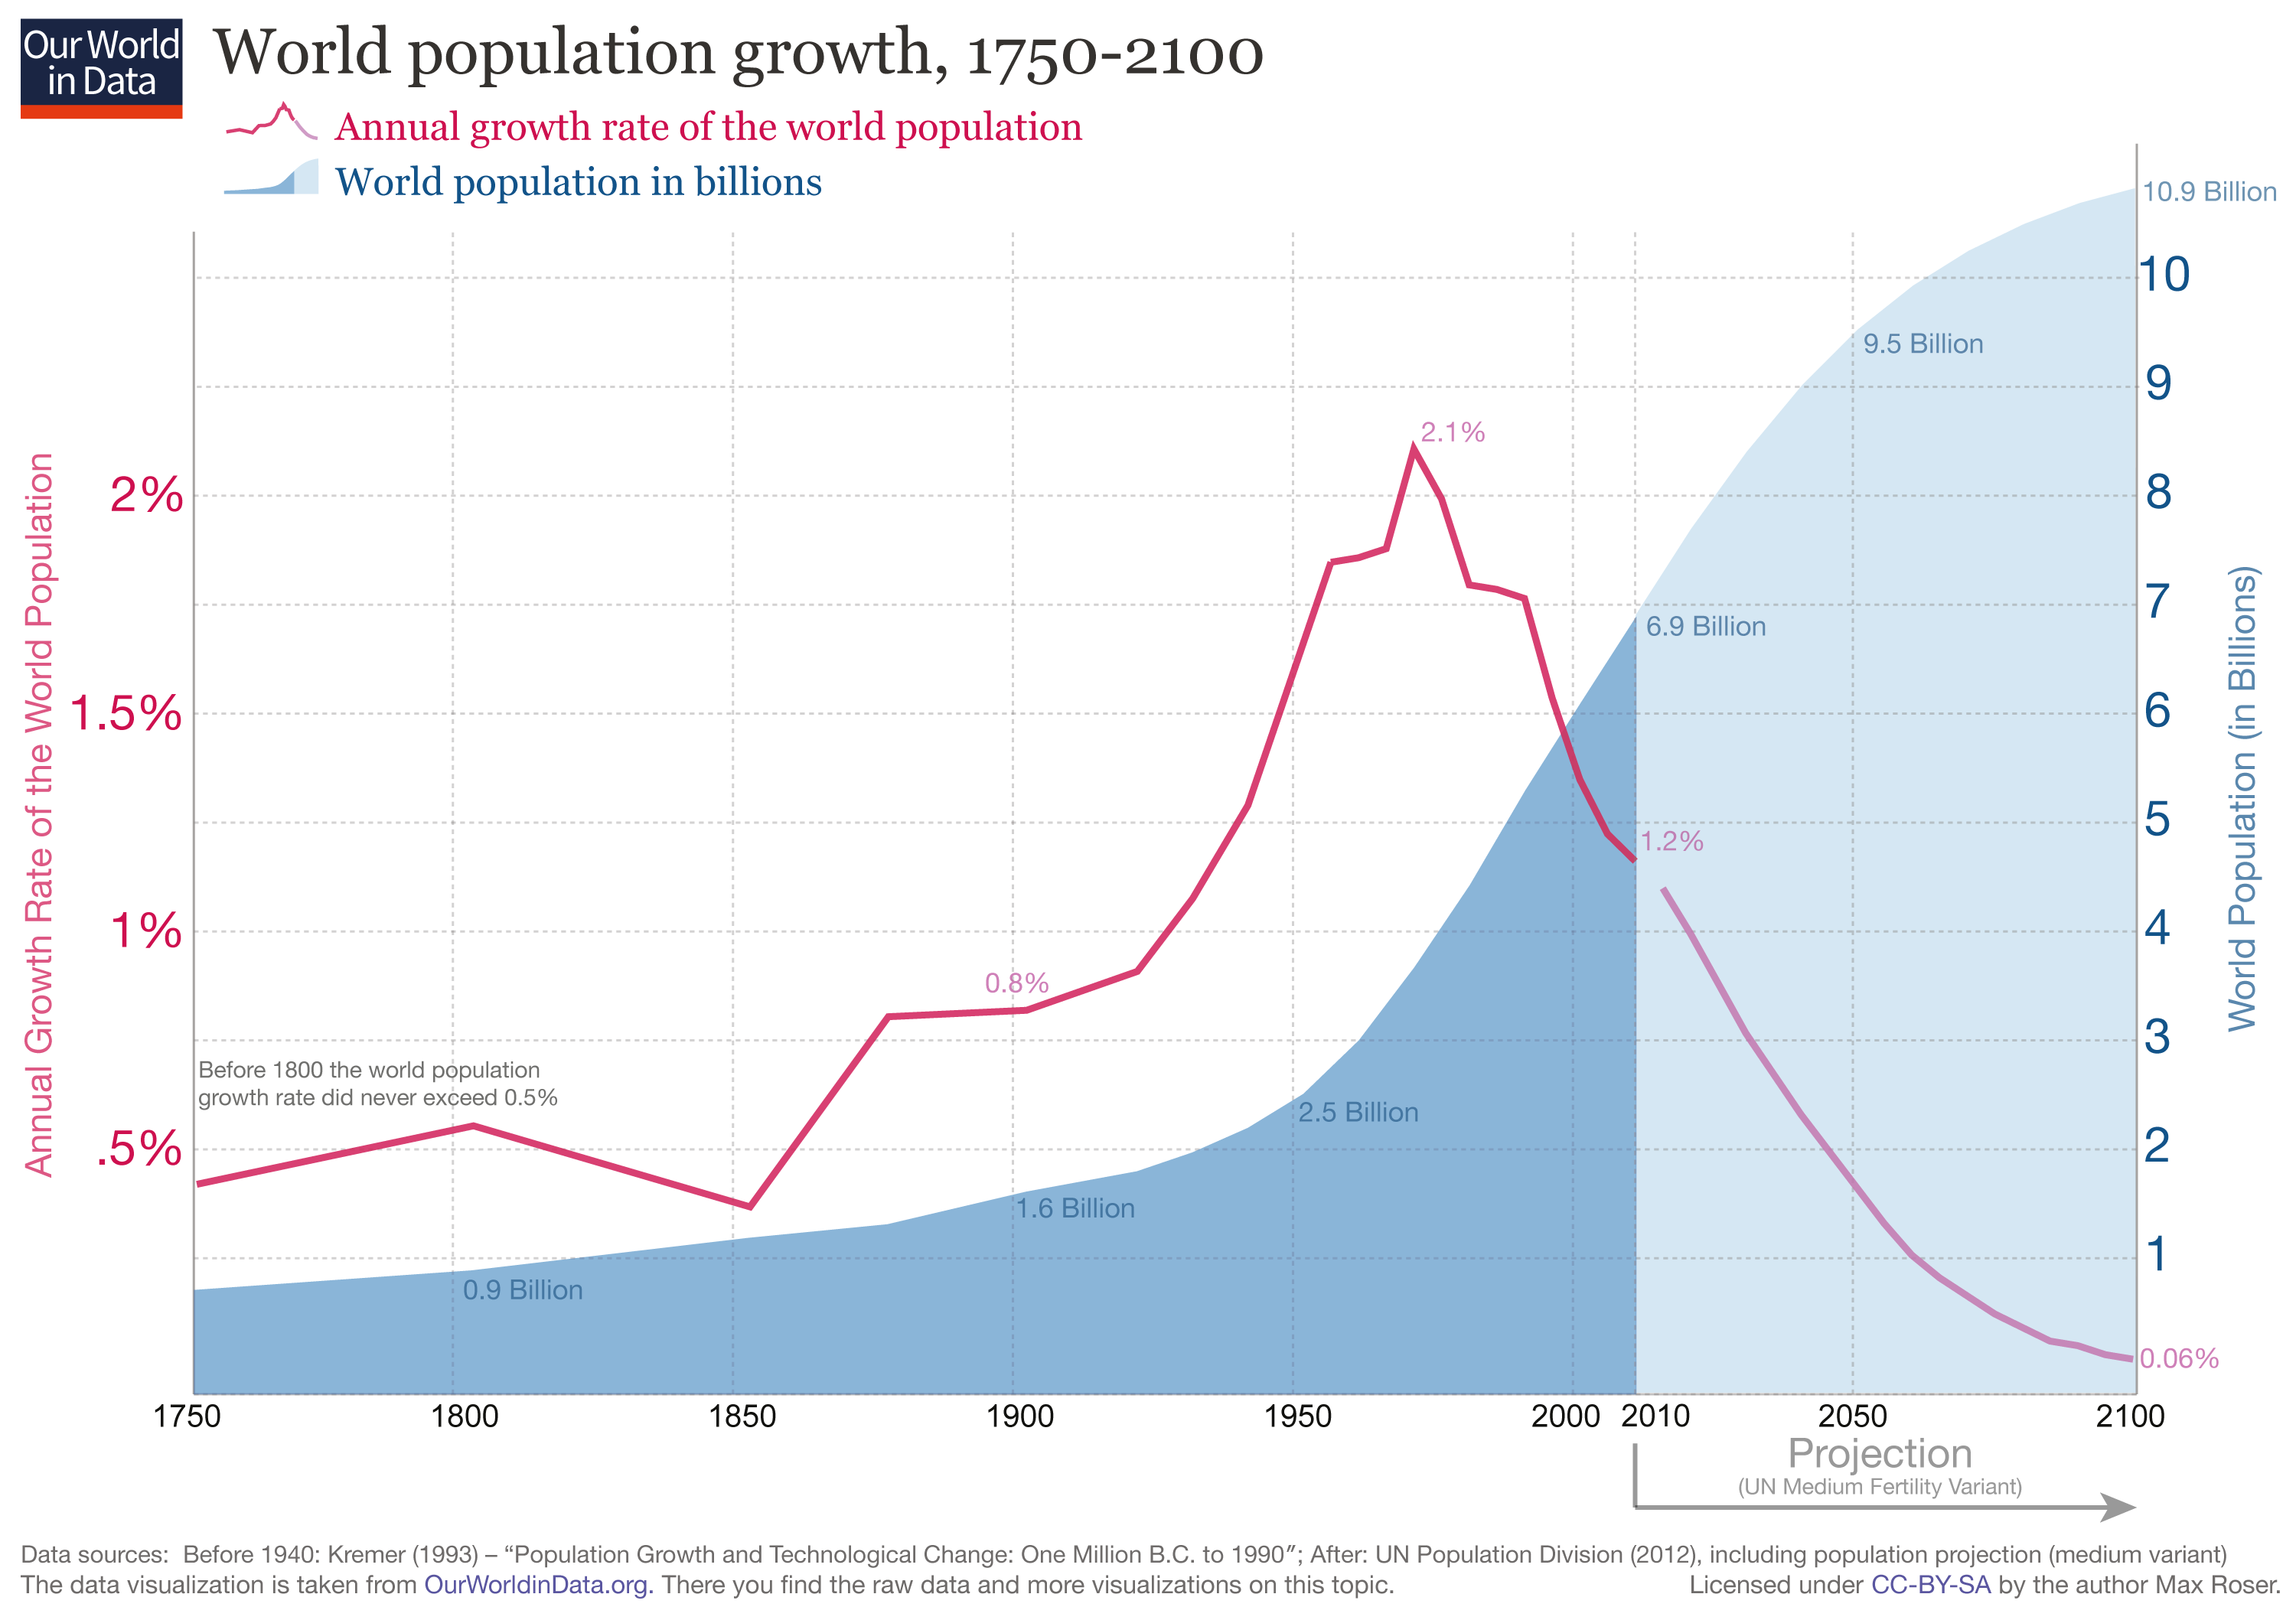 Our World
in Data
World population growth, 1750-2100
Annual growth rate of the world population
World population in billions
10.9 Billion
10
9.5 Billion
9
2.1%
Annual Growth Rate of the World Population
2%
8
World Population (in Billions)
7
6.9 Billion
1.5%
6
5
1.2%
1%
4
0.8%
3
Before 1800 the world population
growth rate did never exceed 0.5%
2.5 Billion
.5%
2
1.6 Billion
1
0.9 Billion
0.06%
1750 1800 1850 1900 1950 2000 2010 2050 2100
Projection
(UN Medium Fertility Variant)
Data sources: Before 1940: Kremer (1993) – “Population Growth and Technological Change: One Million B.C. to 1990″; After: UN Population Division (2012), including population projection (medium variant)
The data visualization is taken from OurWorldinData.org. There you find the raw data and more visualizations on this topic. Licensed under CC-BY-SA by the author Max Roser.